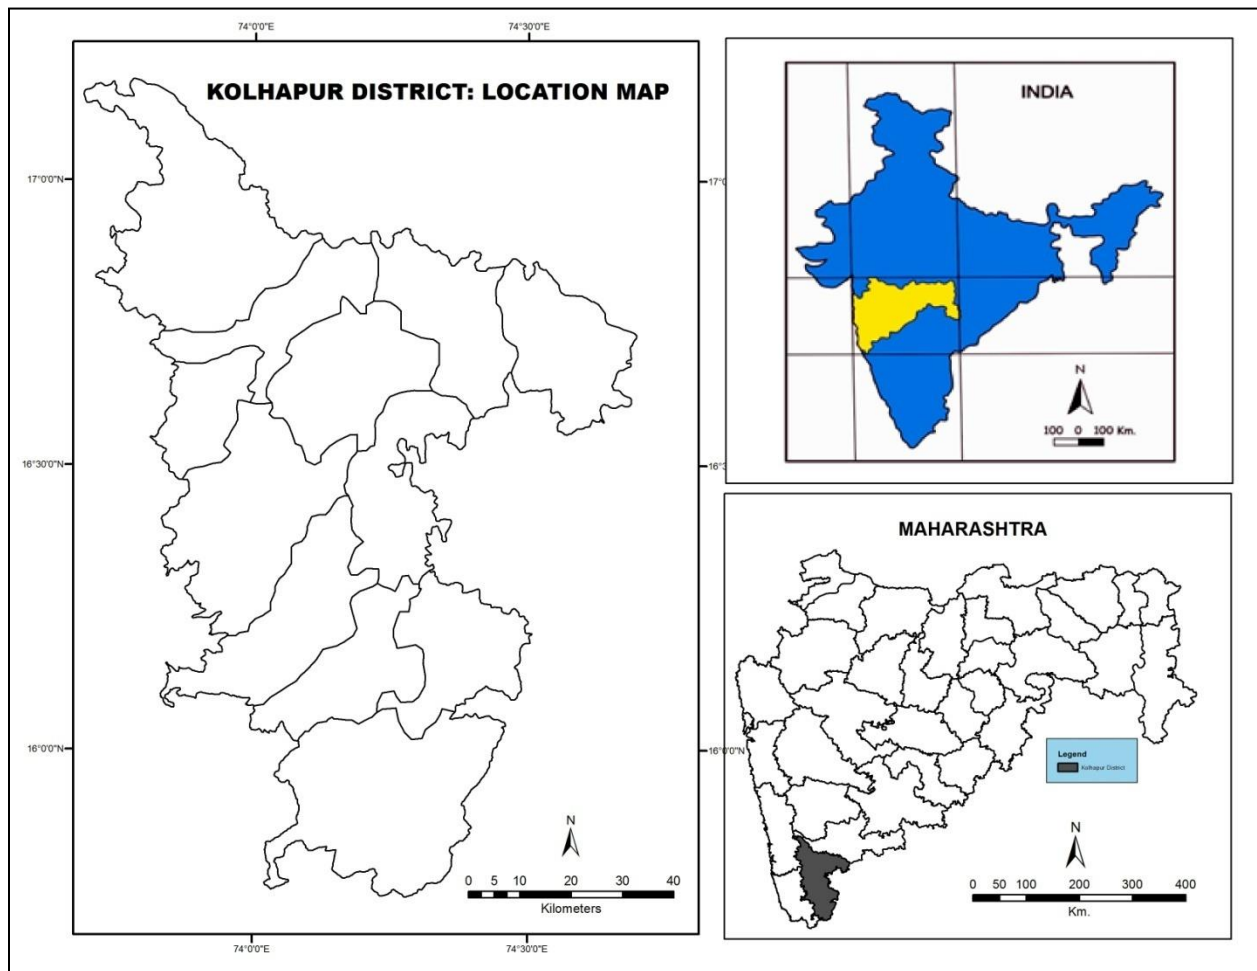 74°0'0"E
74°30'0"E
KOLHAPUR DISTRICT: LOCATION MAP
17°0'0"N
16°30'0"N
16°0'0"N
N
0 5 10 20 30 40
Kilometers
74°0'0"E
74°30'0"E
17°0
16°3
16°0'0"N
INDIA
N
100 0 100 Km.
MAHARASHTRA
Legend
Kolhapur District
N
0 50 100 200 300 400
Km.